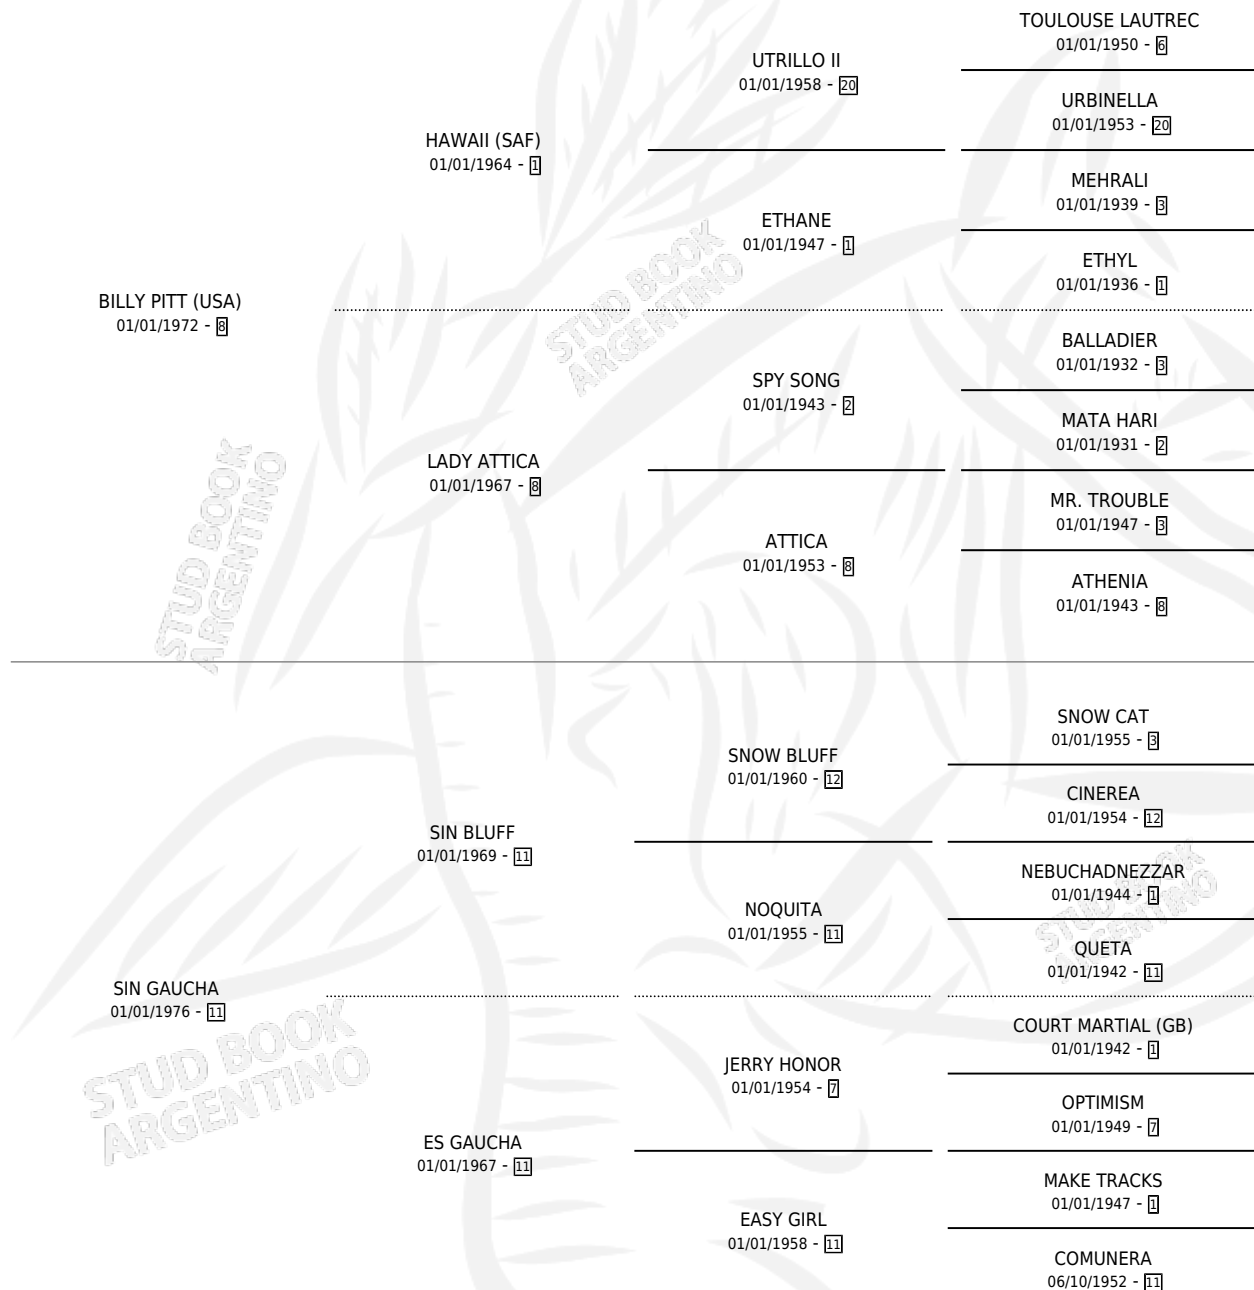 TOULOUSE LAUTREC
01/01/1950 - 6
UTRILLO II
01/01/1958 - 20
URBINELLA
01/01/1953 - 20
HAWAII (SAF)
01/01/1964 - 1
MEHRALI
01/01/1939 - 3
ETHANE
01/01/1947 - 1
ETHYL
01/01/1936 - 1
BILLY PITT (USA)
01/01/1972 - 8
STUD BOOK
ARGENTINO
BALLADIER
01/01/1932 - 3
SPY SONG
01/01/1943 - 2
MATA HARI
01/01/1931 - 2
LADY ATTICA
01/01/1967 - 8
MR. TROUBLE
01/01/1947 - 3
ATTICA
01/01/1953 - 8
ATHENIA
01/01/1943 - 8
STUD BOOK
ARGENTINO
SNOW CAT
01/01/1955 - 3
SNOW BLUFF
01/01/1960 - 12
CINEREA
01/01/1954 - 12
SIN BLUFF
01/01/1969 - 11
NEBUCHADNEZZAR
01/01/1944 - 1
NOQUITA
01/01/1955 - 11
QUETA
01/01/1942 - 11
STUD BOOK
ARGENTINO
SIN GAUCHA
01/01/1976 - 11
STUD BOOK
ARGENTINO
COURT MARTIAL (GB)
01/01/1942 - 1
JERRY HONOR
01/01/1954 - 7
OPTIMISM
01/01/1949 - 7
ES GAUCHA
01/01/1967 - 11
MAKE TRACKS
01/01/1947 - 1
EASY GIRL
01/01/1958 - 11
COMUNERA
06/10/1952 - 11